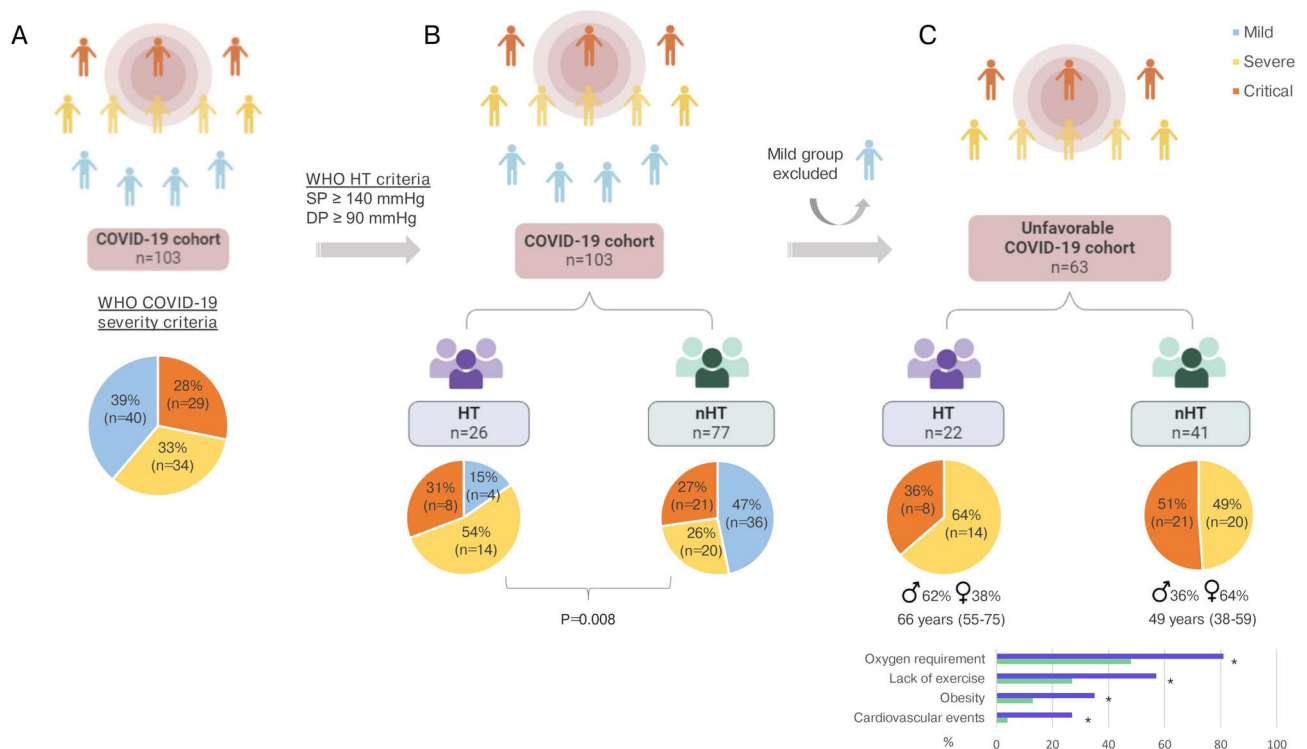 A
COVID-19 cohort
n=103
WHO COVID-19
severity criteria
39%
(n=40)
28%
(n=29)
33%
(n=34)
WHO HT criteria
SP ≥ 140 mmHg
DP ≥ 90 mmHg
B
COVID-19 cohort
n=103
HT
n=26
nHT
n=77
31%
(n=8)
15%
(n=4)
54%
(n=14)
27%
(n=21)
47%
(n=36)
26%
(n=20)
P=0.008
Mild group
excluded
C
Mild
Severe
Critical
Unfavorable
COVID-19 cohort
n=63
HT
n=22
nHT
n=41
36%
(n=8)
64%
(n=14)
51%
(n=21)
49%
(n=20)
♂62% ♀38%
66 years (55-75)
♂36% ♀64%
49 years (38-59)
Oxygen requirement *
Lack of exercise *
Obesity *
Cardiovascular events *
% 0 20 40 60 80 100